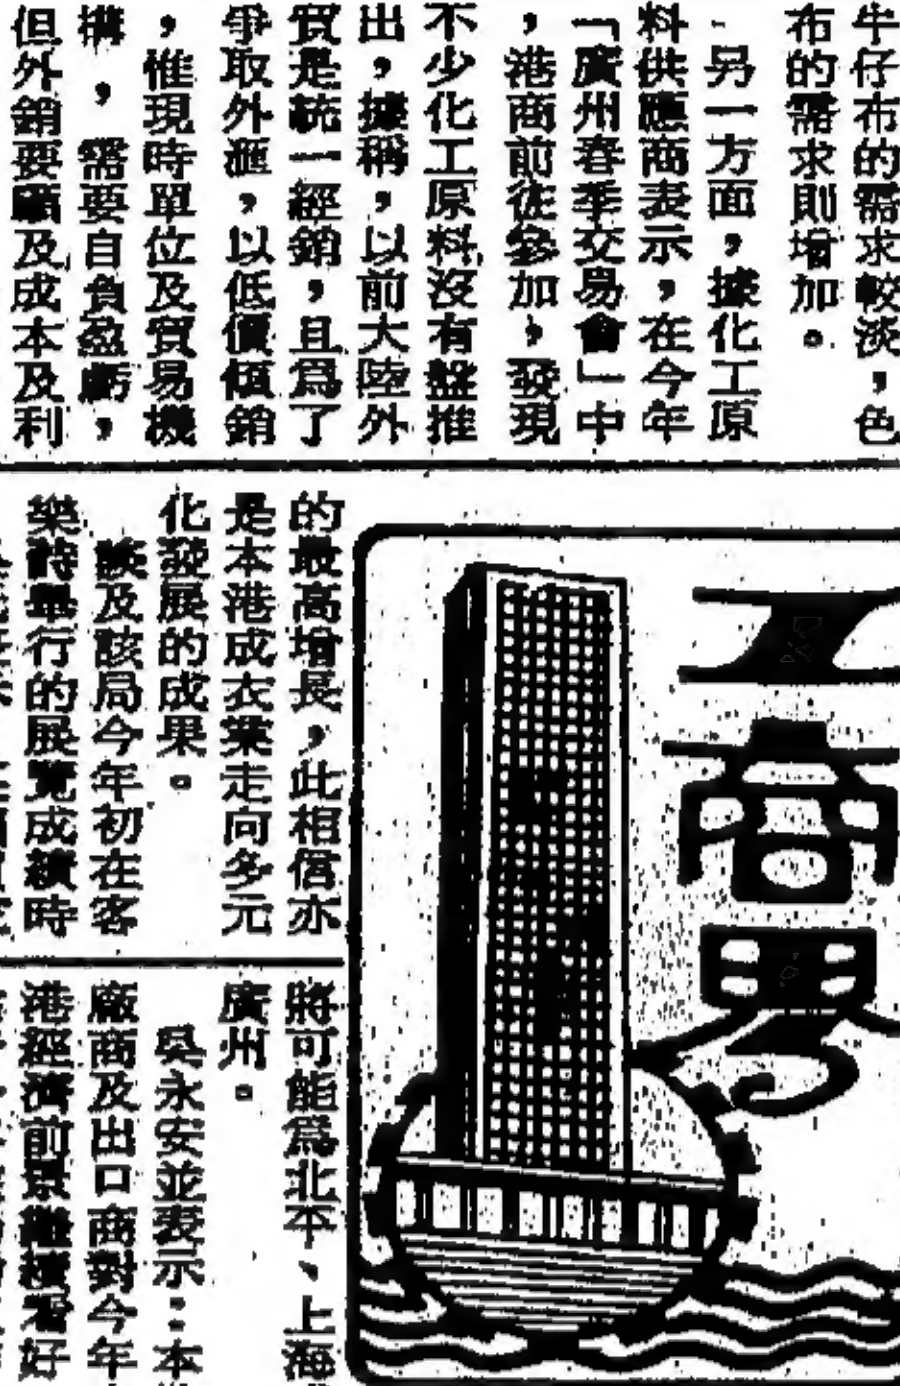 牛仔布的需求較淡，色
布的需求則增加。
另一方面，據化工原
料供應商表示，在今年
「廣州春季交易會」中
，港商前往參加，發現
不少化工原料沒有盤推
出，據稱，以前大陸外
貿是統一經銷，且爲了
爭取外滙，以低價傾銷
，惟現時單位及貿易機
構，需要自負盈虧，
但外銷要顧及成本及利
工商界
的最高增長，此相信亦
是本港成衣業走向多元
化發展的成果。
談及該局今年初在客
樂時舉行的展覽成績時
將可能爲北平、上海
廣州。
吳永安並表示：本
廠商及出口商對今年
港經濟前景 看好